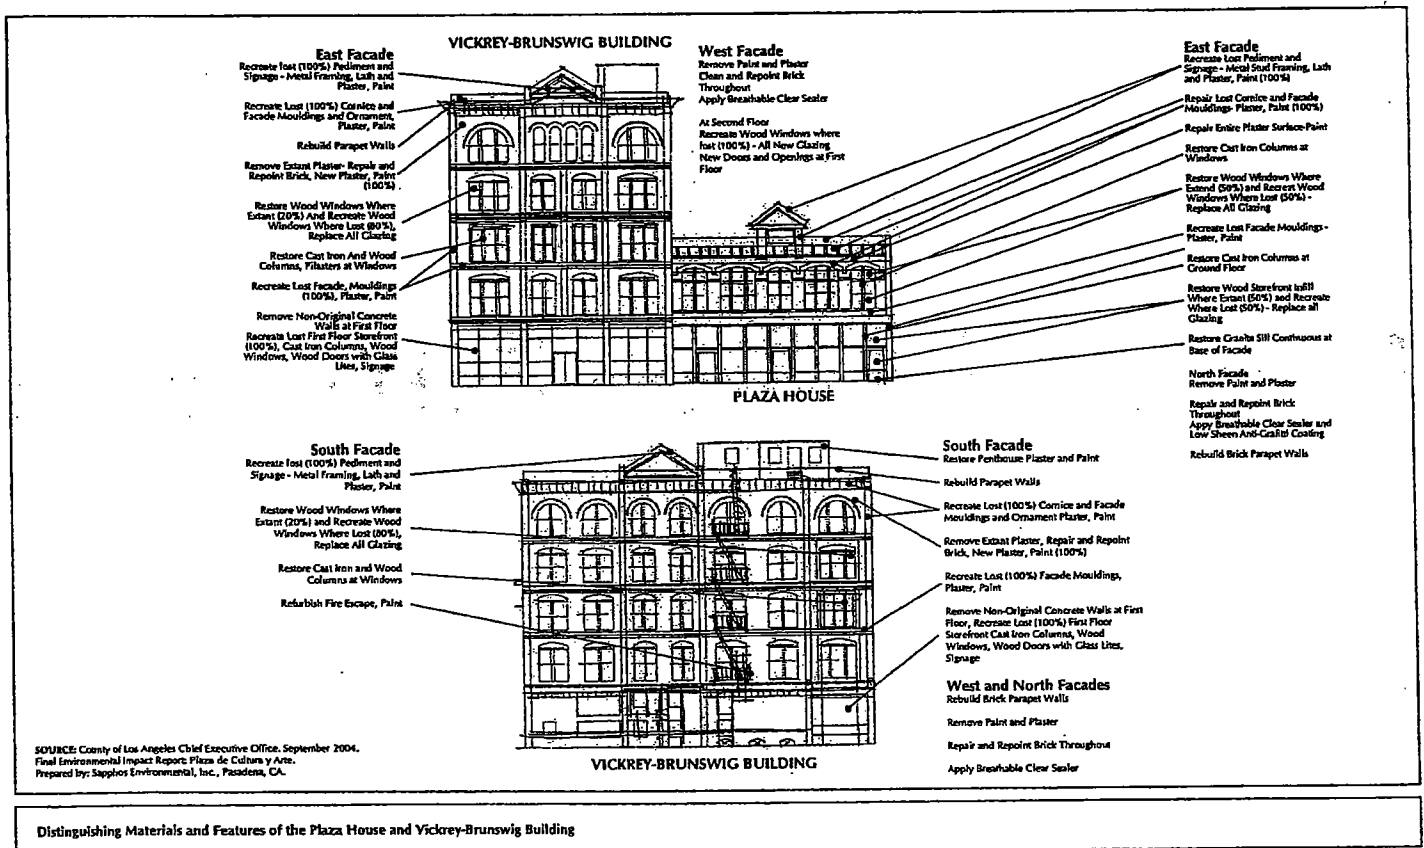 VICKREY-BRUNSWIG BUILDING
East Facade
Recreate lost (100%) Pediment and
Signage - Metal Framing, Lath and
Plaster, Paint
Recreate Lost (100%) Cornice and
Facade Mouldings and Ornament,
Plaster, Paint
Rebuild Parapet Walls
Remove Extant Plaster- Repair and
Repoint Brick, New Plaster, Paint
(100%)
Restore Wood Windows Where
Extant (20%) And Recreate Wood
Windows Where Lost (80%),
Replace All Glazing
Restore Cast Iron And Wood
Columns, Pilasters at Windows
Recreate Lost Facade, Mouldings
(100%), Plaster, Paint
Remove Non-Original Concrete
Walls at First Floor
Recreate Lost First Floor Storefront
(100%), Cast Iron Columns, Wood
Windows, Wood Doors with Glass
Lites, Signage
West Facade
Remove Paint and Plaster
Clean and Repoint Brick
Throughout
Apply Breathable Clear Sealer
At Second Floor
Recreate Wood Windows where
lost (100%) - All New Glazing
New Doors and Openings at First
Floor
East Facade
Recreate Lost Pediment and
Signage - Metal Stud Framing, Lath
and Plaster, Paint (100%)
Repair Lost Cornice and Facade
Mouldings- Plaster, Paint (100%)
Repair Entire Plaster Surface-Paint
Restore Cast Iron Columns at
Windows
Restore Wood Windows Where
Extend (50%) and Recrest Wood
Windows Where Lost (50%) -
Replace All Glazing
Recreate Lost Facade Mouldings -
Plaster, Paint
Restore Cast Iron Columns at
Ground Floor
Restore Wood Storefront Infill
Where Extant (50%) and Recreate
Where Lost (50%) - Replace all
Glazing
Restore Granite Sill Continuous at
Base of Facade
North Facade
Remove Paint and Plaster
Repair and Repoint Brick
Throughout
Appy Breathable Clear Sealer and
Low Sheen Anti-Grafiti Coating
Rebuild Brick Parapet Walls
PLAZA HOUSE
South Facade
Recreate lost (100%) Pediment and
Signage - Metal Framing, Lath and
Plaster, Paint
Restore Wood Windows Where
Extant (20%) and Recreate Wood
Windows Where Lost (80%),
Replace All Glazing
Restore Cast Iron and Wood
Columns at Windows
Refurbish Fire Escape, Paint
South Facade
Restore Penthouse Plaster and Paint
Rebuild Parapet Walls
Recreate Lost (100%) Cornice and Facade
Mouldings and Ornament Plaster, Paint
Remove Extant Plaster, Repair and Repoint
Brick, New Plaster, Paint (100%)
Recreate Lost (100%) Facade Mouldings,
Plaster, Paint
Remove Non-Original Concrete Walls at First
Floor, Recreate Lost (100%) First Floor
Storefront Cast Iron Columns, Wood
Windows, Wood Doors with Glass Lites,
Signage
West and North Facades
Rebuild Brick Parapet Walls
Remove Paint and Plaster
Repair and Repoint Brick Throughout
Apply Breathable Clear Sealer
VICKREY-BRUNSWIG BUILDING
SOURCE: County of Los Angeles Chief Executive Office. September 2004.
Final Environmental Impact Report: Plaza de Cultura y Arte.
Prepared by: Sapphos Environmental, Inc., Pasadena, CA.
Distinguishing Materials and Features of the Plaza House and Vickrey-Brunswig Building